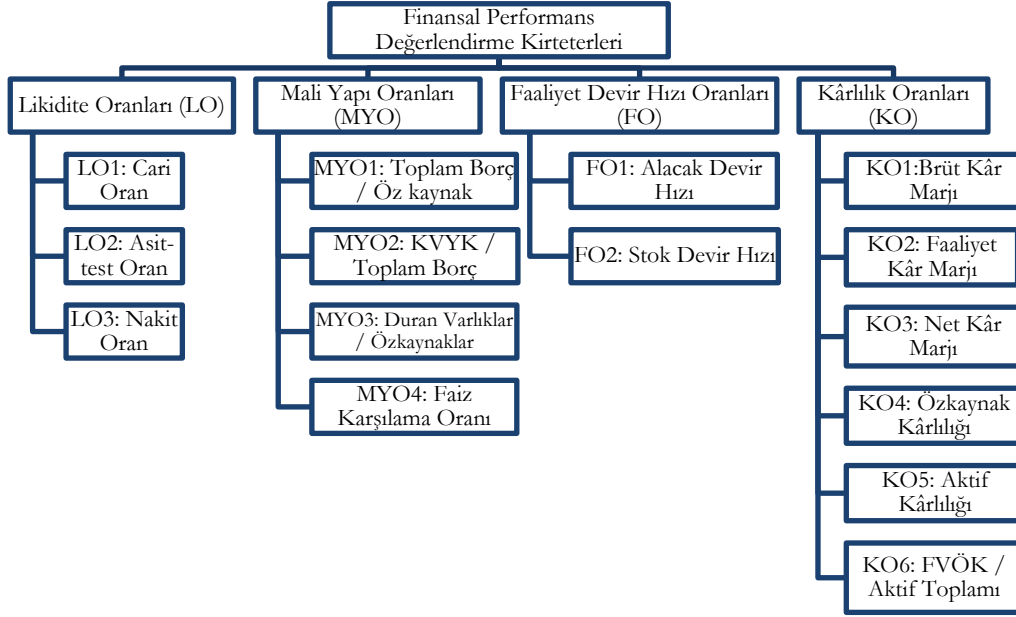 Finansal Performans
Değerlendirme Kirteterleri
Likidite Oranları (LO)
LO1: Cari
Oran
LO2: Asit-
test Oran
LO3: Nakit
Oran
Mali Yapı Oranları
(MYO)
MYO1: Toplam Borç
/ Öz kaynak
MYO2: KVYK /
Toplam Borç
MYO3: Duran Varlıklar
/ Özkaynaklar
MYO4: Faiz
Karşılama Oranı
Faaliyet Devir Hızı Oranları
(FO)
FO1: Alacak Devir
Hızı
FO2: Stok Devir Hızı
Kârlılık Oranları
(KO)
KO1:Brüt Kâr
Marjı
KO2: Faaliyet
Kâr Marjı
KO3: Net Kâr
Marjı
KO4: Özkaynak
Kârlılığı
KO5: Aktif
Kârlılığı
KO6: FVÖK /
Aktif Toplamı